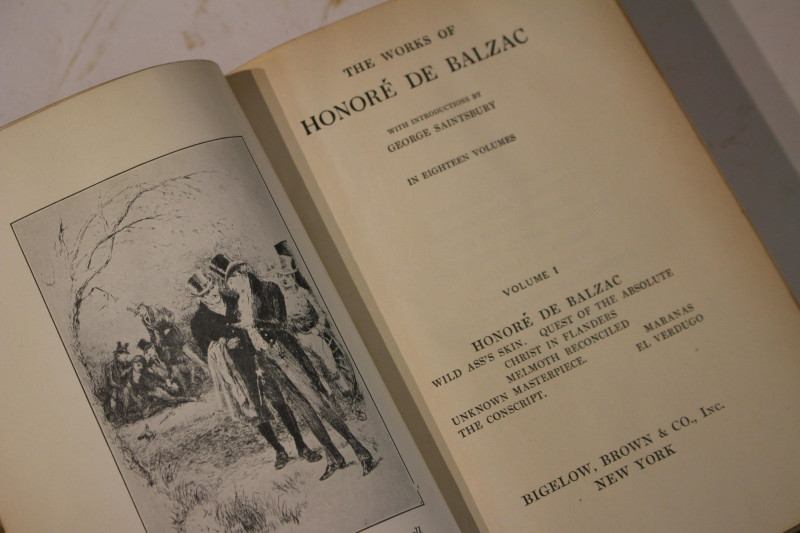 THE WORKS OF
HONORÉ DE BALZAC
WITH INTRODUCTIONS BY
GEORGE SAINTSBURY
IN EIGHTEEN VOLUMES
VOLUME I
HONORÉ DE BALZAC
WILD ASS'S SKIN. QUEST OF THE ABSOLUTE
CHRIST IN FLANDERS
MELMOTH RECONCILED MARANAS
UNKNOWN MASTERPIECE. EL VERDUGO
THE CONSCRIPT.
BIGELOW, BROWN & CO., INC.
NEW YORK